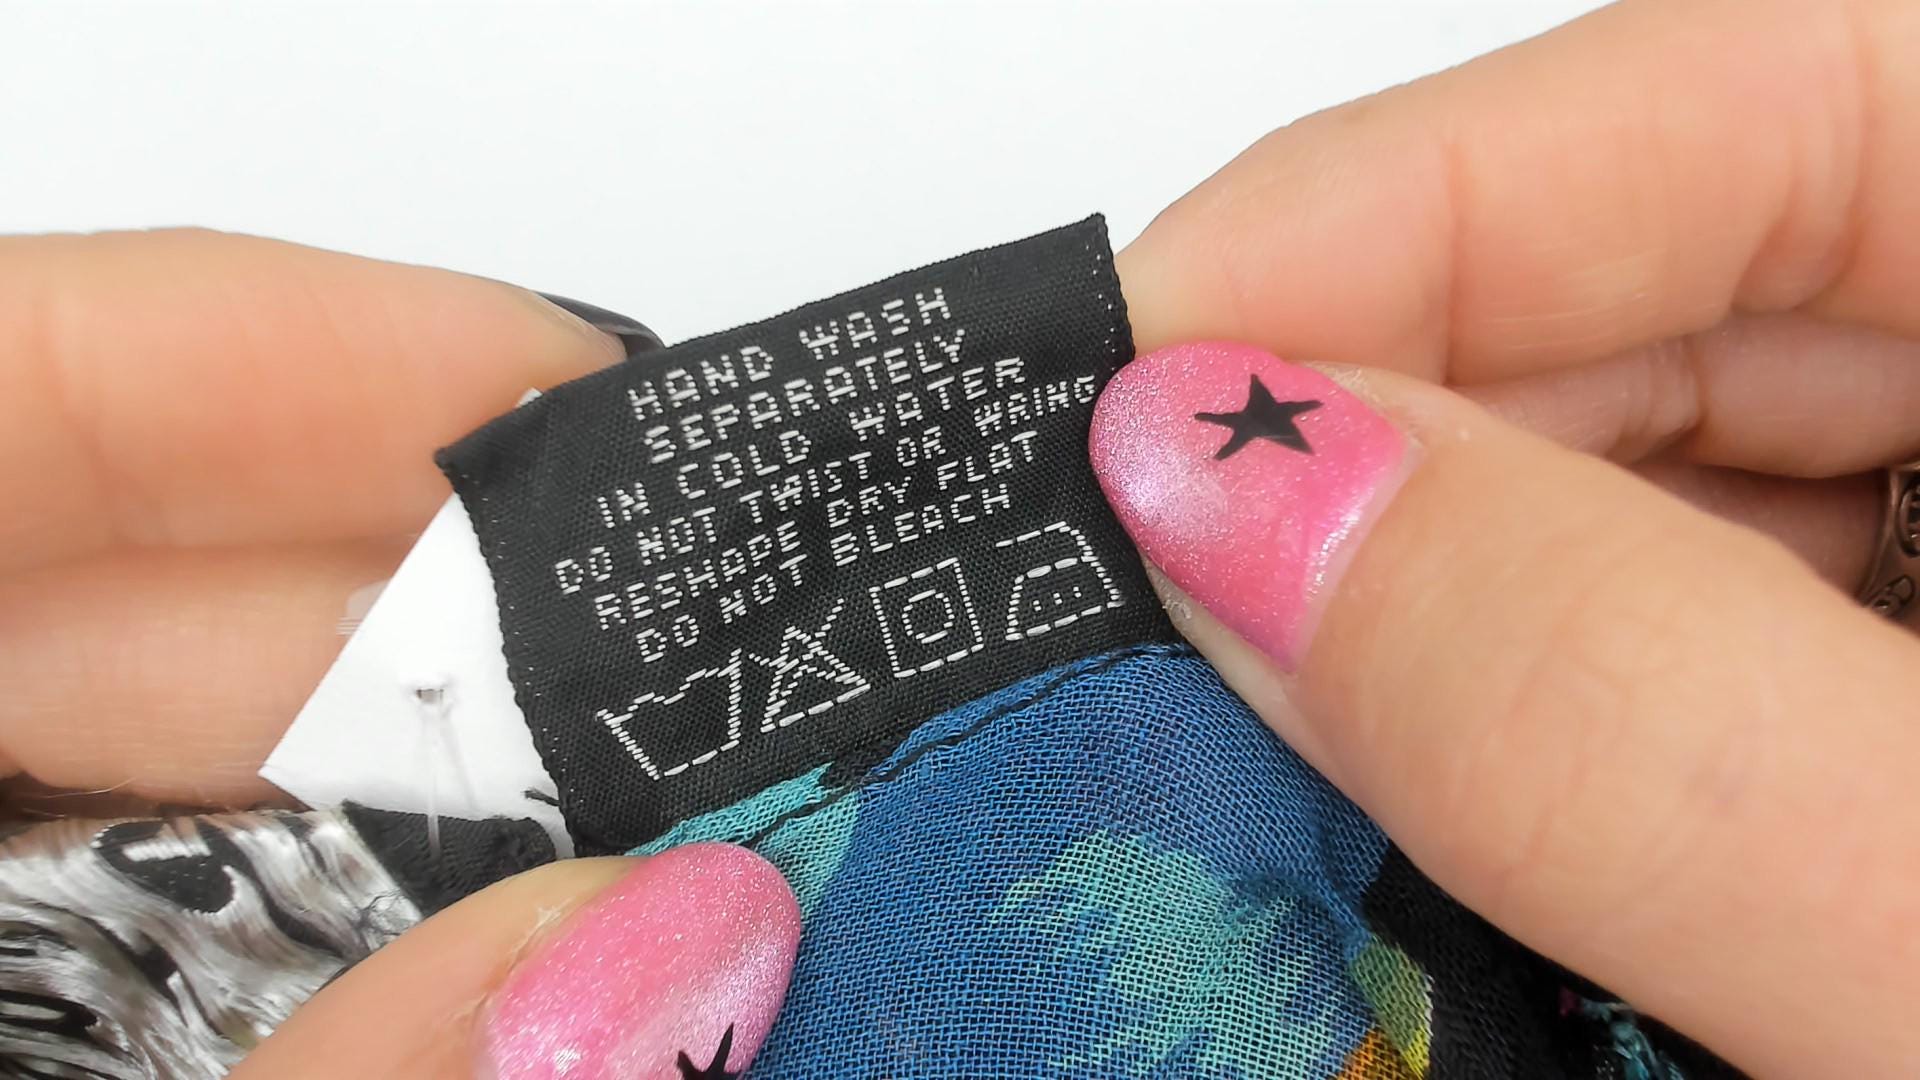 HAND WASH
SEPARATELY
IN COLD WATER
DO NOT TWIST OR WRING
RESHAPE DRY FLAT
DO NOT BLEACH